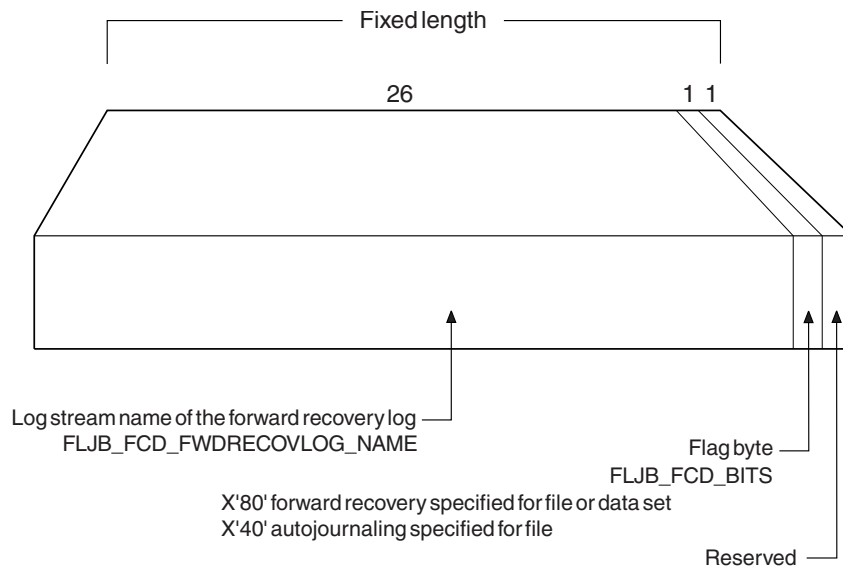 Fixed length
26 1 1
Log stream name of the forward recovery log
FLJB_FCD_FWDRECOVLOG_NAME
Flag byte
FLJB_FCD_BITS
X'80' forward recovery specified for file or data set
X'40' autojournaling specified for file
Reserved